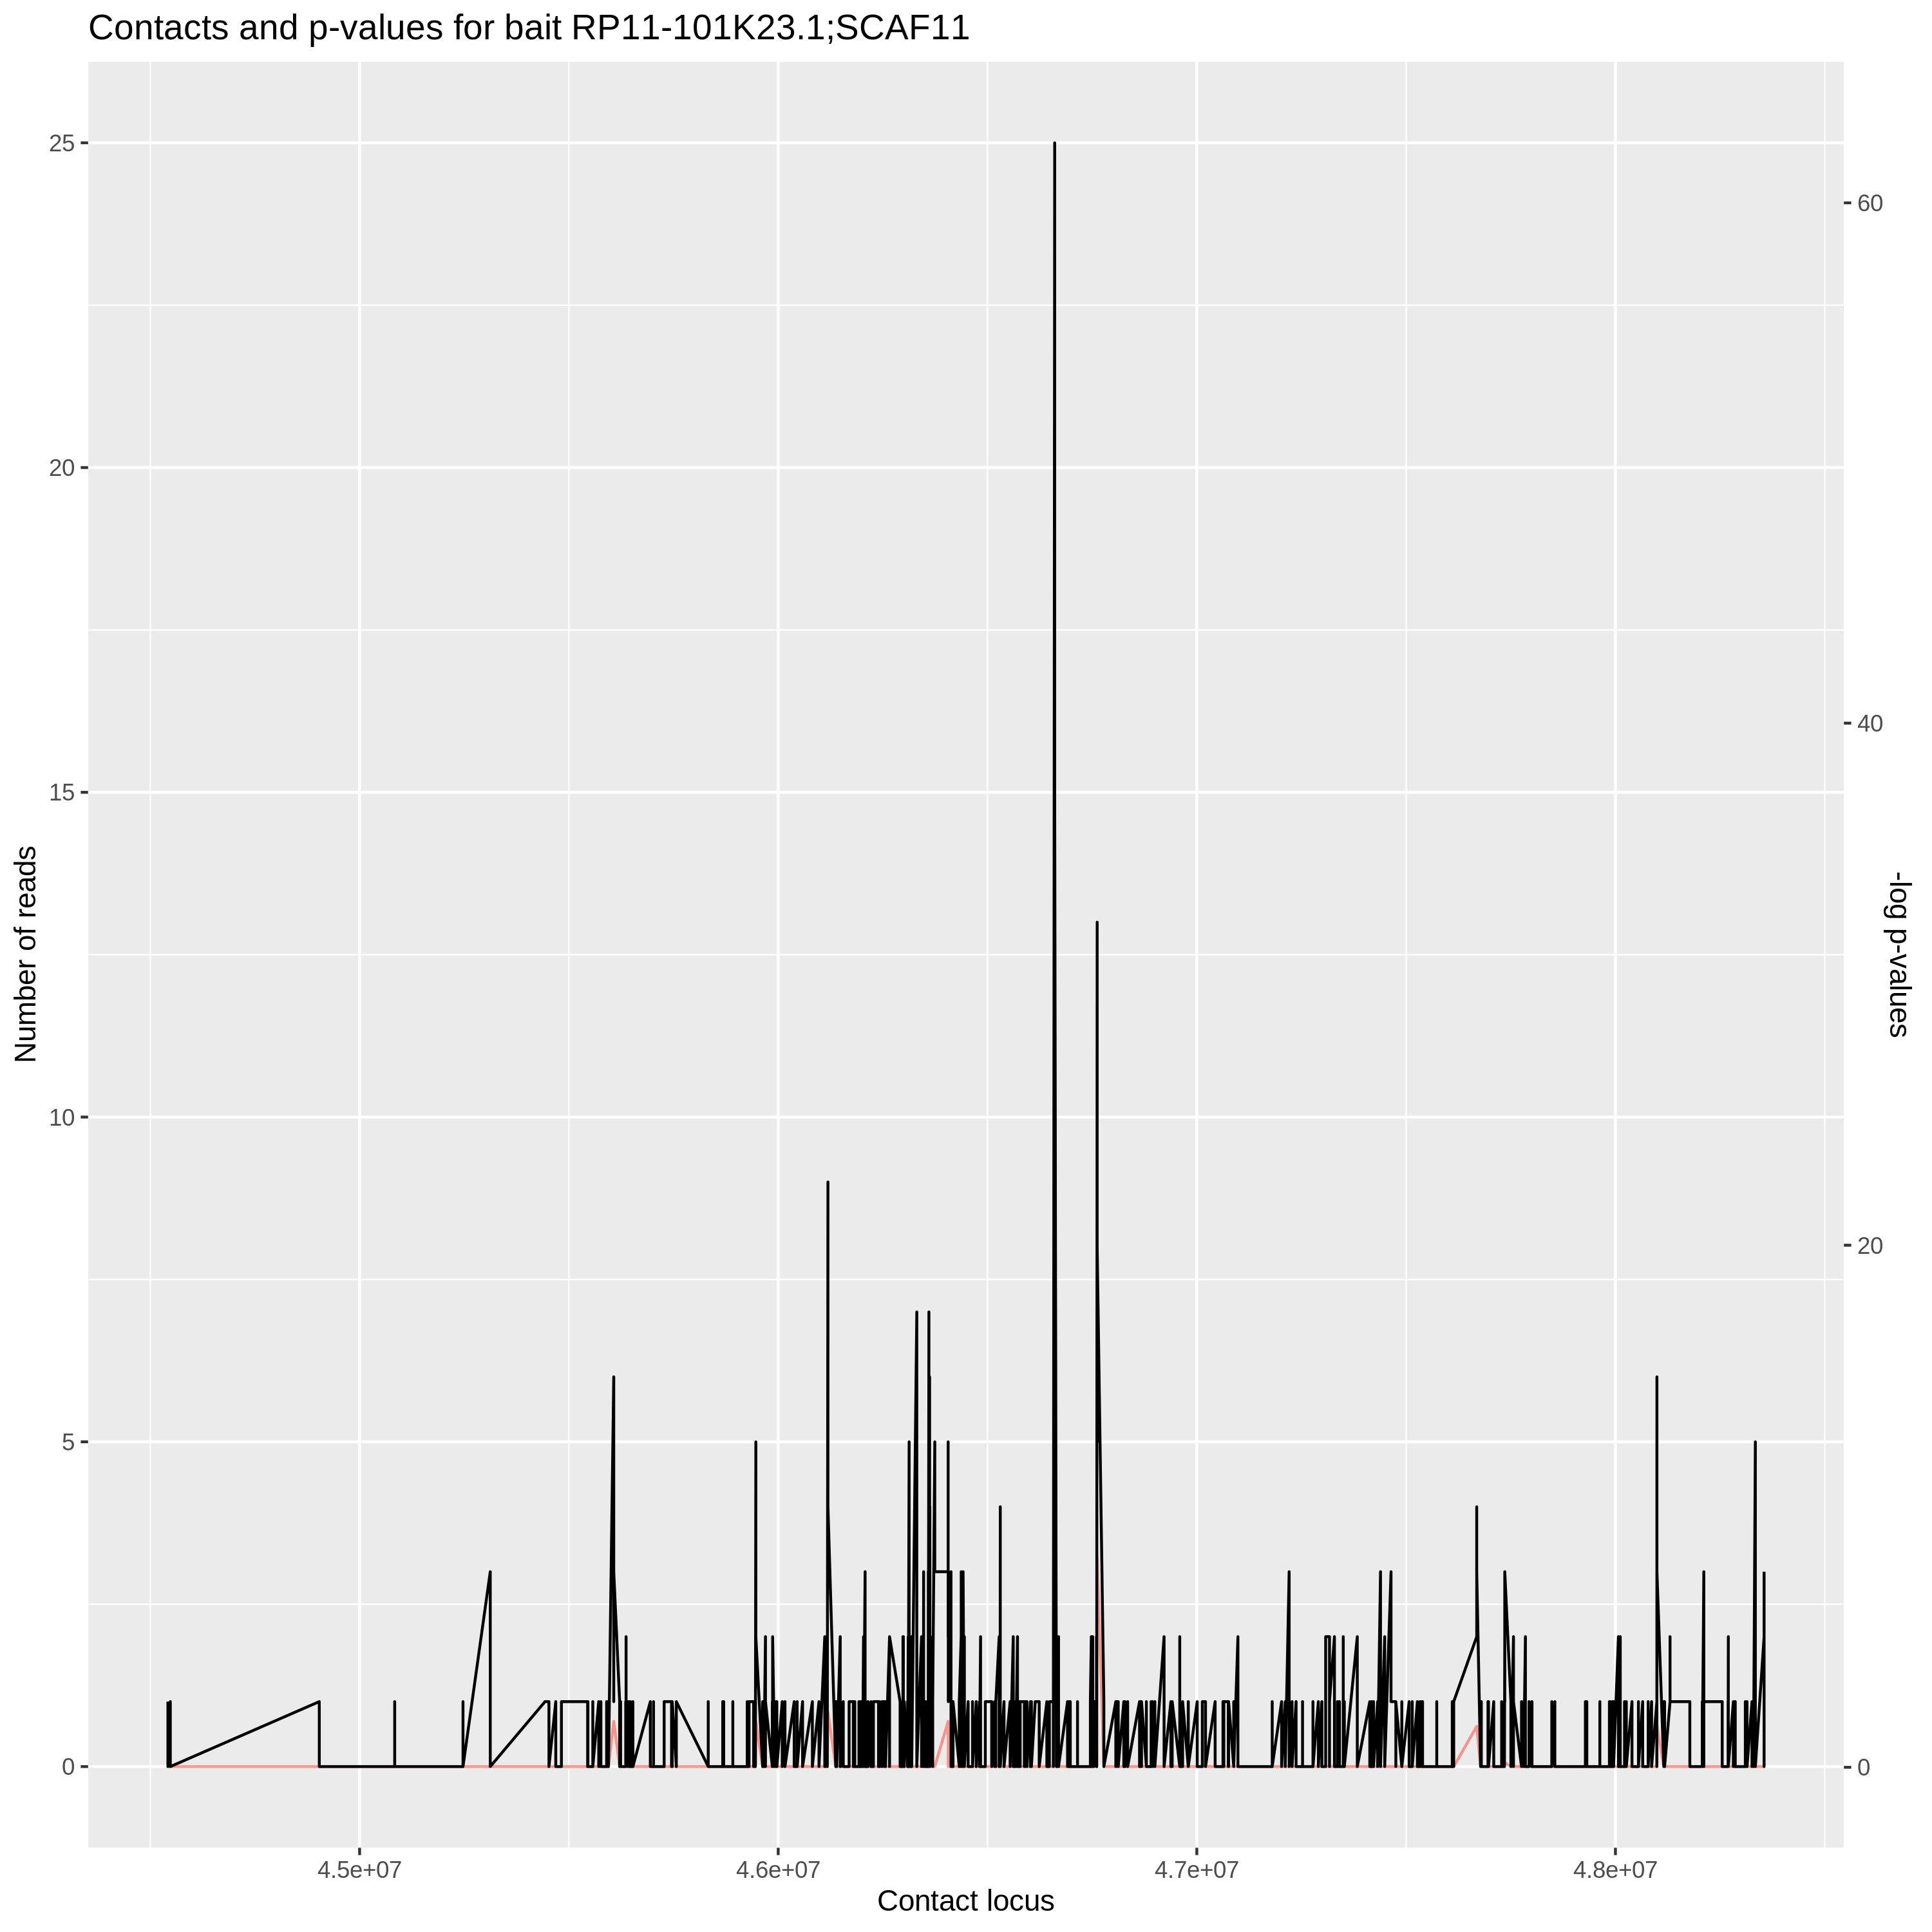 Contacts and p-values for bait RP11-101K23.1;SCAF11
25
20
15
10
5
0
Number of reads
60
40
20
0
-log p-values
4.5e+07
4.6e+07
4.7e+07
4.8e+07
Contact locus